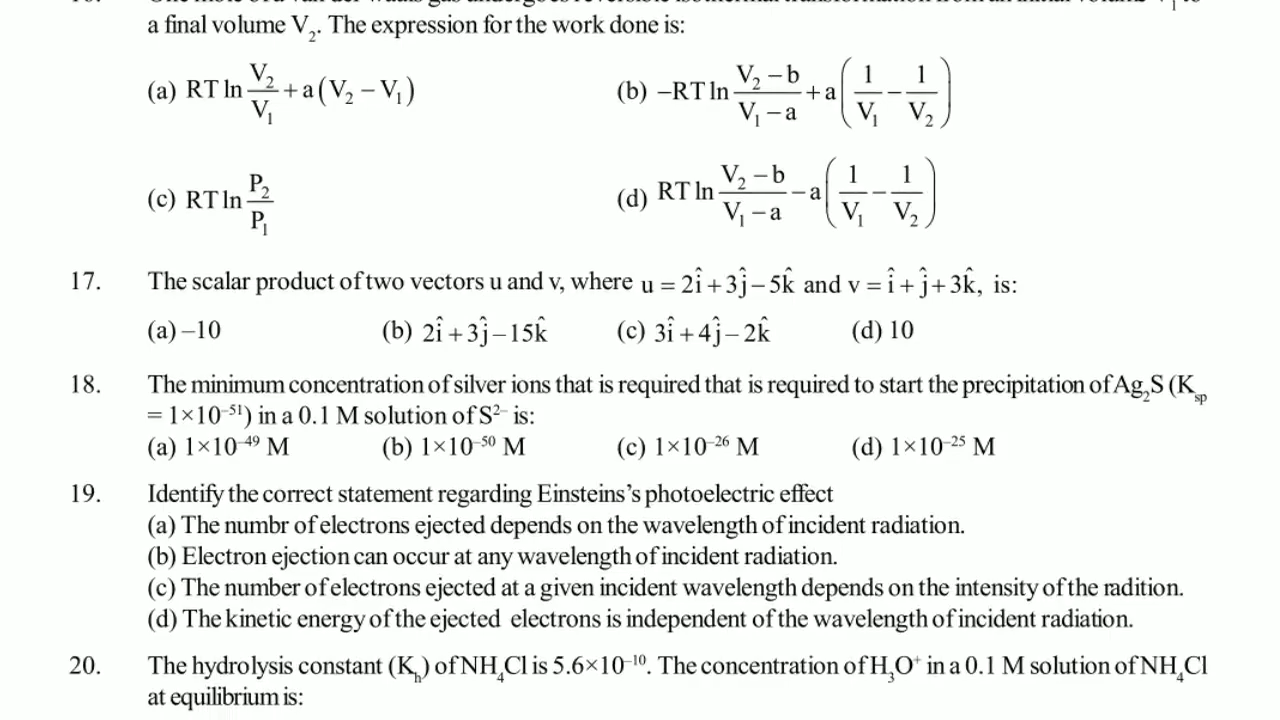 a final volume V₂. The expression for the work done is:
(a) RT ln V₂/V₁ + a(V₂ – V₁) (b) –RT ln (V₂ – b)/(V₁ – a) + a(1/V₁ – 1/V₂)
(c) RT ln P₂/P₁ (d) RT ln (V₂ – b)/(V₁ – a) – a(1/V₁ – 1/V₂)
17. The scalar product of two vectors u and v, where u = 2î + 3ĵ – 5k̂ and v = î + ĵ + 3k̂, is:
(a) –10 (b) 2î + 3ĵ – 15k̂ (c) 3î + 4ĵ – 2k̂ (d) 10
18. The minimum concentration of silver ions that is required that is required to start the precipitation of Ag₂S (Ksp
= 1×10⁻⁵¹) in a 0.1 M solution of S²⁻ is:
(a) 1×10⁻⁴⁹ M (b) 1×10⁻⁵⁰ M (c) 1×10⁻²⁶ M (d) 1×10⁻²⁵ M
19. Identify the correct statement regarding Einsteins's photoelectric effect
(a) The numbr of electrons ejected depends on the wavelength of incident radiation.
(b) Electron ejection can occur at any wavelength of incident radiation.
(c) The number of electrons ejected at a given incident wavelength depends on the intensity of the radition.
(d) The kinetic energy of the ejected electrons is independent of the wavelength of incident radiation.
20. The hydrolysis constant (Kₕ) of NH₄Cl is 5.6×10⁻¹⁰. The concentration of H₃O⁺ in a 0.1 M solution of NH₄Cl
at equilibrium is: